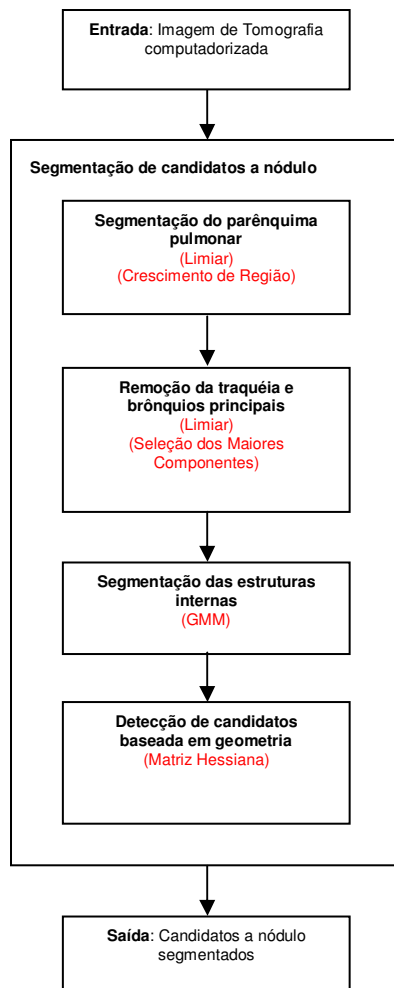 Entrada: Imagem de Tomografia
computadorizada
Segmentação de candidatos a nódulo
Segmentação do parênquima
pulmonar
(Limiar)
(Crescimento de Região)
Remoção da traquéia e
brônquios principais
(Limiar)
(Seleção dos Maiores
Componentes)
Segmentação das estruturas
internas
(GMM)
Detecção de candidatos
baseada em geometria
(Matriz Hessiana)
Saída: Candidatos a nódulo
segmentados